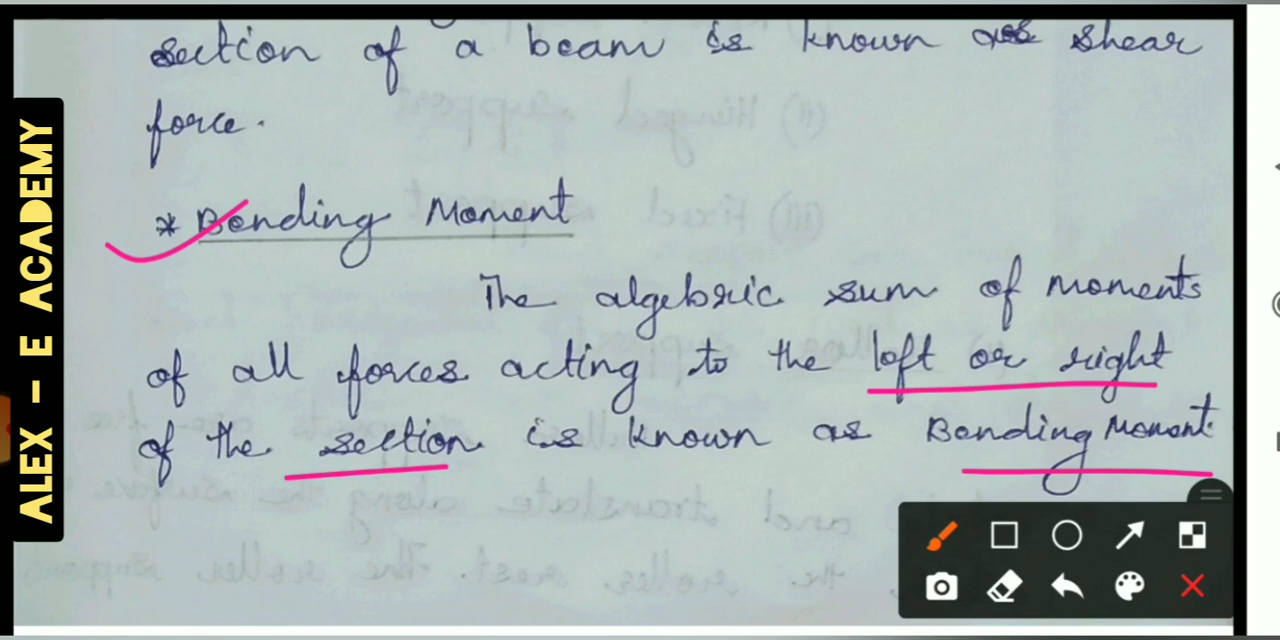 section of a beam is known as shear
force.
* Bending Moment
The algebric sum of moments
of all forces acting to the left or right
of the section is known as Bending Moment.
ALEX - E ACADEMY